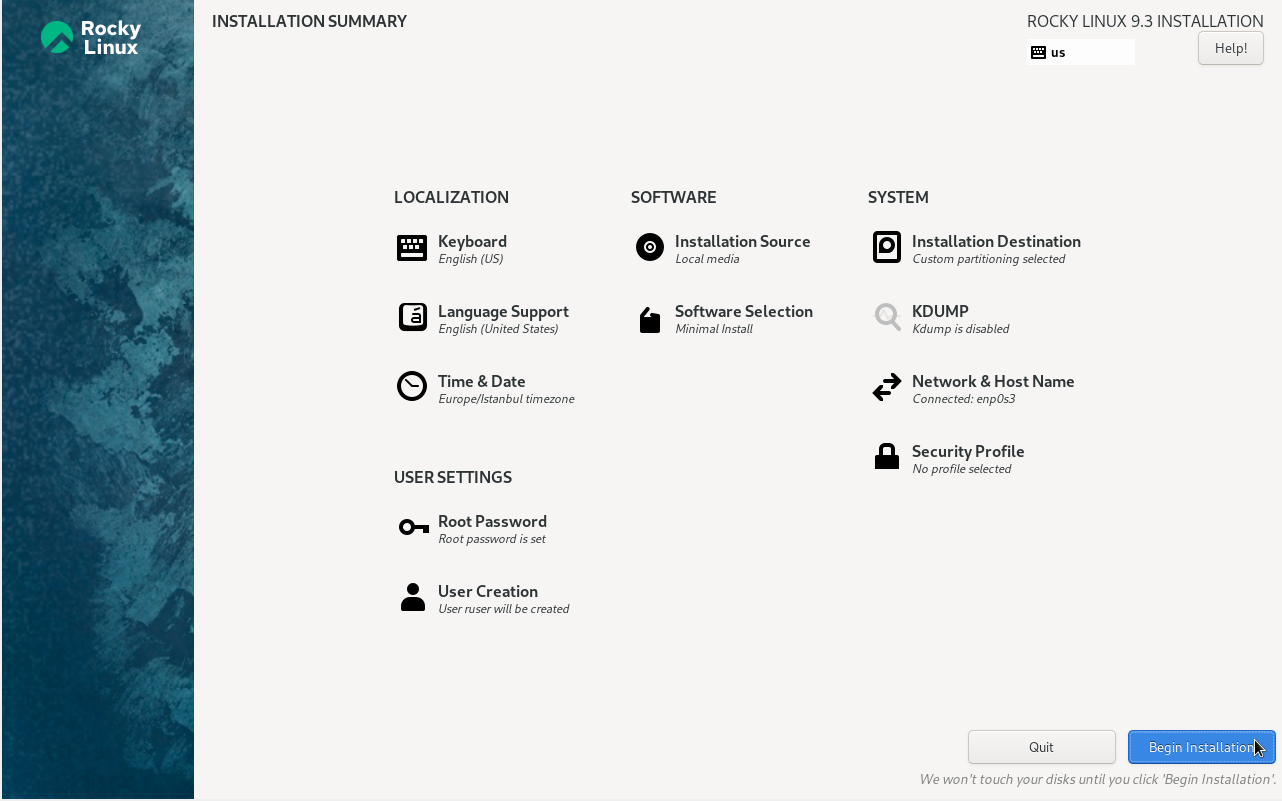 Rocky
Linux
INSTALLATION SUMMARY
ROCKY LINUX 9.3 INSTALLATION
us
Help!
LOCALIZATION
Keyboard
English (US)
Language Support
English (United States)
Time & Date
Europe/Istanbul timezone
SOFTWARE
Installation Source
Local media
Software Selection
Minimal Install
SYSTEM
Installation Destination
Custom partitioning selected
KDUMP
Kdump is disabled
Network & Host Name
Connected: enp0s3
Security Profile
No profile selected
USER SETTINGS
Root Password
Root password is set
User Creation
User ruser will be created
Quit
Begin Installation
We won't touch your disks until you click 'Begin Installation'.